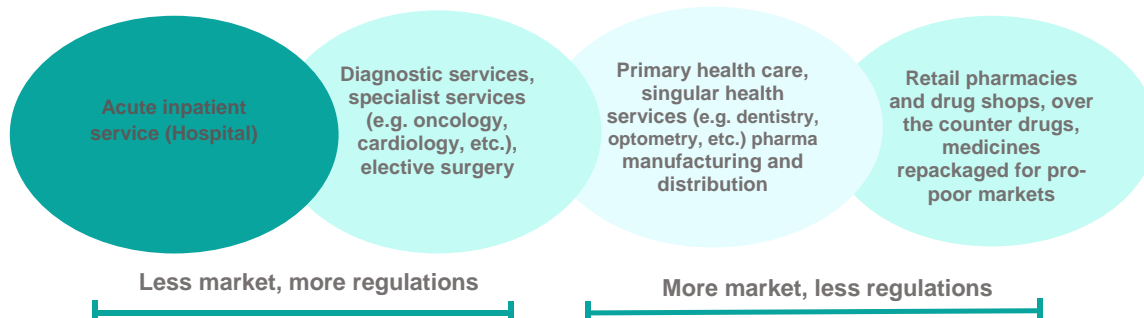 Acute inpatient
service (Hospital)
Diagnostic services,
specialist services
(e.g. oncology,
cardiology, etc.),
elective surgery
Primary health care,
singular health
services (e.g. dentistry,
optometry, etc.) pharma
manufacturing and
distribution
Retail pharmacies
and drug shops, over
the counter drugs,
medicines
repackaged for pro-
poor markets
Less market, more regulations
More market, less regulations